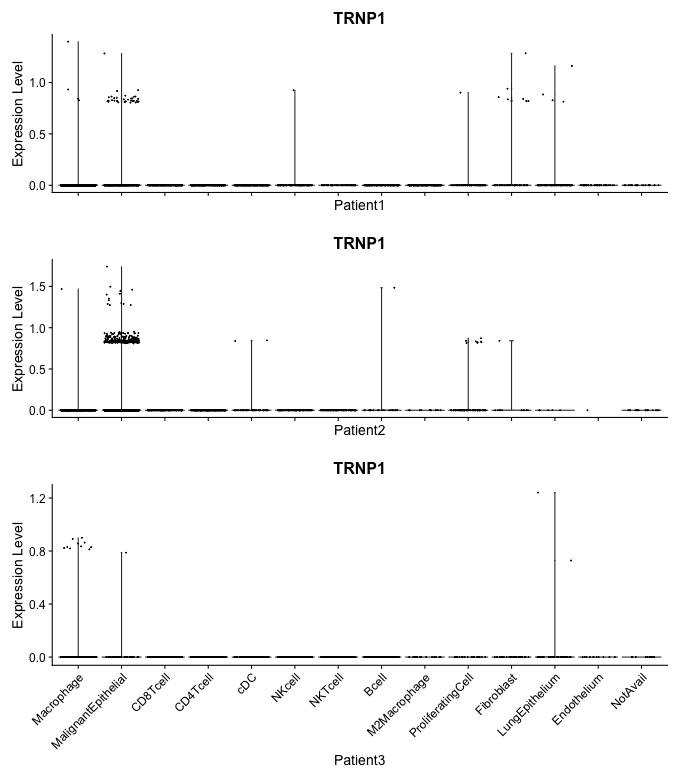 TRNP1
Expression Level
1.0
0.5
0.0
Patient1
TRNP1
Expression Level
1.5
1.0
0.5
0.0
Patient2
TRNP1
Expression Level
1.2
0.8
0.4
0.0
Macrophage
MalignantEpithelial
CD8Tcell
CD4Tcell
cDC
NKcell
NKTcell
Bcell
M2Macrophage
ProliferatingCell
Fibroblast
LungEpithelium
Endothelium
NotAvail
Patient3